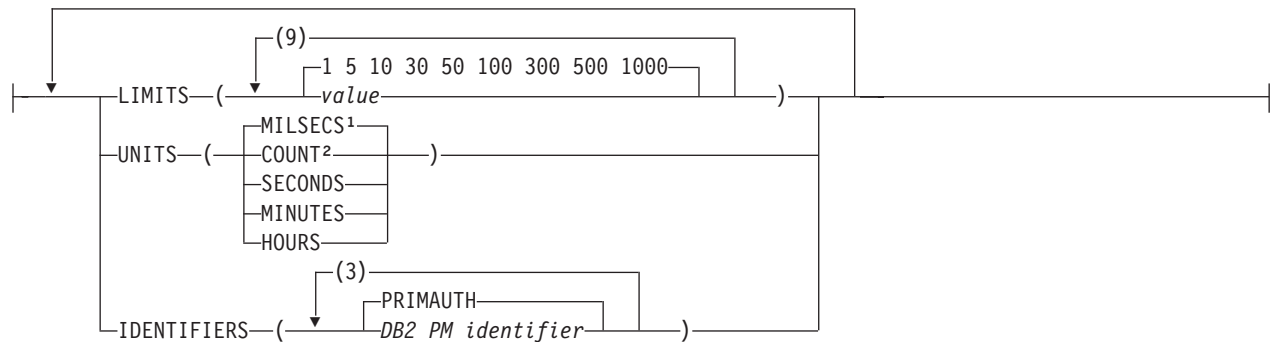 (9)
1 5 10 30 50 100 300 500 1000
LIMITS ( value )
MILSECS¹
UNITS ( COUNT² )
SECONDS
MINUTES
HOURS
(3)
PRIMAUTH
IDENTIFIERS ( DB2 PM identifier )